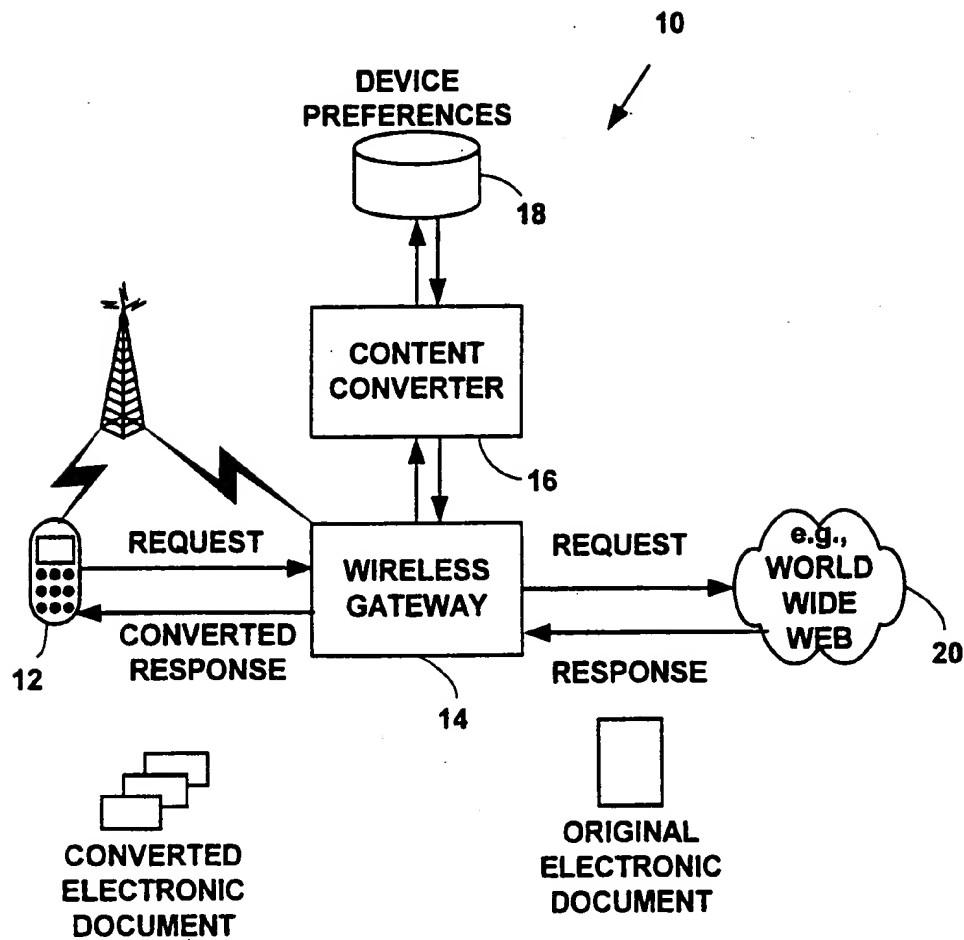 10
DEVICE
PREFERENCES
18
CONTENT
CONVERTER
16
REQUEST
WIRELESS
GATEWAY
REQUEST
e.g.,
WORLD
WIDE
WEB
CONVERTED
RESPONSE
RESPONSE
12
14
20
CONVERTED
ELECTRONIC
DOCUMENT
ORIGINAL
ELECTRONIC
DOCUMENT